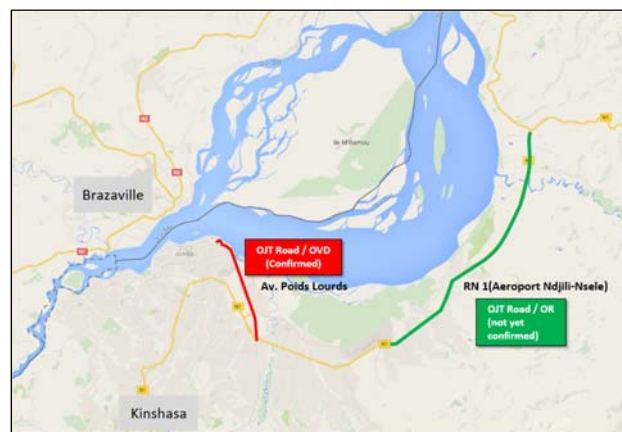 Ile M'Bamou
Brazaville
OJT Road / OVD
(Confirmed)
Av. Poids Lourds
RN 1(Aeroport Ndjili-Nsele)
OJT Road / OR
(not yet
confirmed)
Kinshasa